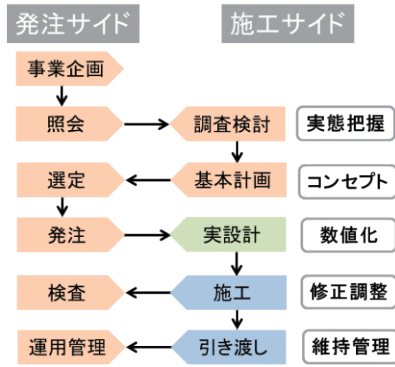 発注サイド 施工サイド
事業企画
照会 調査検討 実態把握
選定 基本計画 コンセプト
発注 実設計 数値化
検査 施工 修正調整
運用管理 引き渡し 維持管理